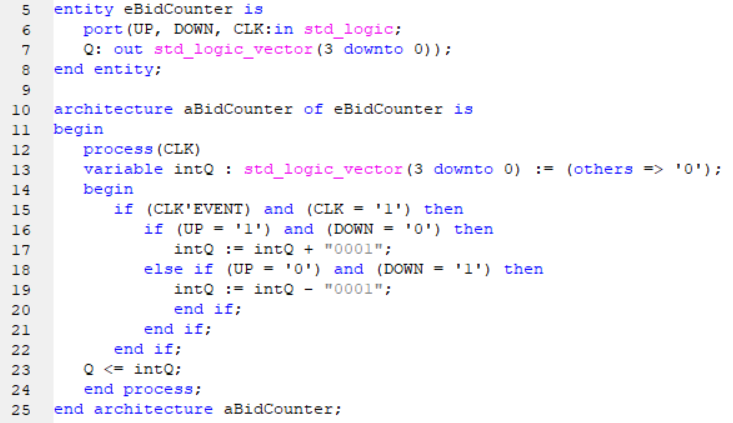 5 entity eBidCounter is
6 port(UP, DOWN, CLK:in std_logic;
7 Q: out std_logic_vector(3 downto 0));
8 end entity;
9
10 architecture aBidCounter of eBidCounter is
11 begin
12 process(CLK)
13 variable intQ : std_logic_vector(3 downto 0) := (others => '0');
14 begin
15 if (CLK'EVENT) and (CLK = '1') then
16 if (UP = '1') and (DOWN = '0') then
17 intQ := intQ + "0001";
18 else if (UP = '0') and (DOWN = '1') then
19 intQ := intQ - "0001";
20 end if;
21 end if;
22 end if;
23 Q <= intQ;
24 end process;
25 end architecture aBidCounter;